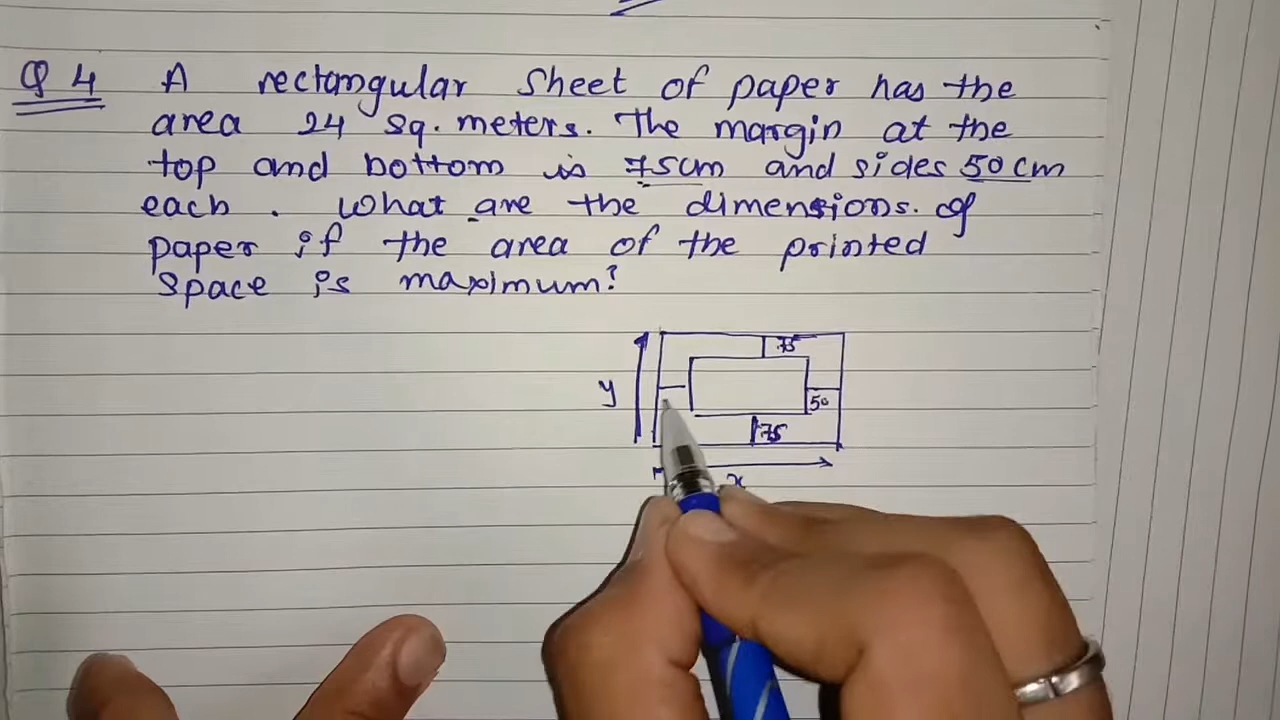 Q 4 A rectangular sheet of paper has the
area 24 sq. meters. The margin at the
top and bottom is 75cm and sides 50cm
each. What are the dimensions. of
paper if the area of the printed
space is maximum?
75
y
50
75
x